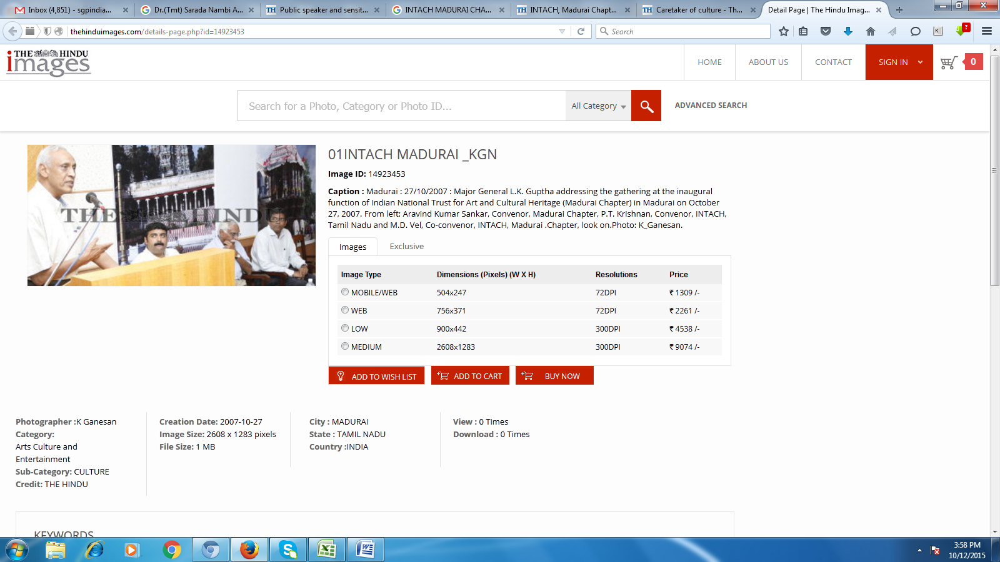 Inbox (4,851) - sgpindia...
Dr.(Tmt) Sarada Nambi A...
Public speaker and sensit...
INTACH MADURAI CHA...
INTACH, Madurai Chapt...
Caretaker of culture - Th...
Detail Page | The Hindu Imag...
thehinduimages.com/details-page.php?id=14923453
Search
THE HINDU
images
HOME
ABOUT US
CONTACT
SIGN IN
0
Search for a Photo, Category or Photo ID...
All Category
ADVANCED SEARCH
THE HINDU
01INTACH MADURAI _KGN
Image ID: 14923453
Caption : Madurai : 27/10/2007 : Major General L.K. Guptha addressing the gathering at the inaugural
function of Indian National Trust for Art and Cultural Heritage (Madurai Chapter) in Madurai on October
27, 2007. From left: Aravind Kumar Sankar, Convenor, Madurai Chapter, P.T. Krishnan, Convenor, INTACH,
Tamil Nadu and M.D. Vel, Co-convenor, INTACH, Madurai .Chapter, look on.Photo: K_Ganesan.
Images Exclusive
Image Type Dimensions (Pixels) (W X H) Resolutions Price
MOBILE/WEB 504x247 72DPI ₹ 1309 /-
WEB 756x371 72DPI ₹ 2261 /-
LOW 900x442 300DPI ₹ 4538 /-
MEDIUM 2608x1283 300DPI ₹ 9074 /-
ADD TO WISH LIST
ADD TO CART
BUY NOW
Photographer :K Ganesan
Category:
Arts Culture and
Entertainment
Sub-Category: CULTURE
Credit: THE HINDU
Creation Date: 2007-10-27
Image Size: 2608 x 1283 pixels
File Size: 1 MB
City : MADURAI
State : TAMIL NADU
Country :INDIA
View : 0 Times
Download : 0 Times
KEYWORDS
3:58 PM
10/12/2015